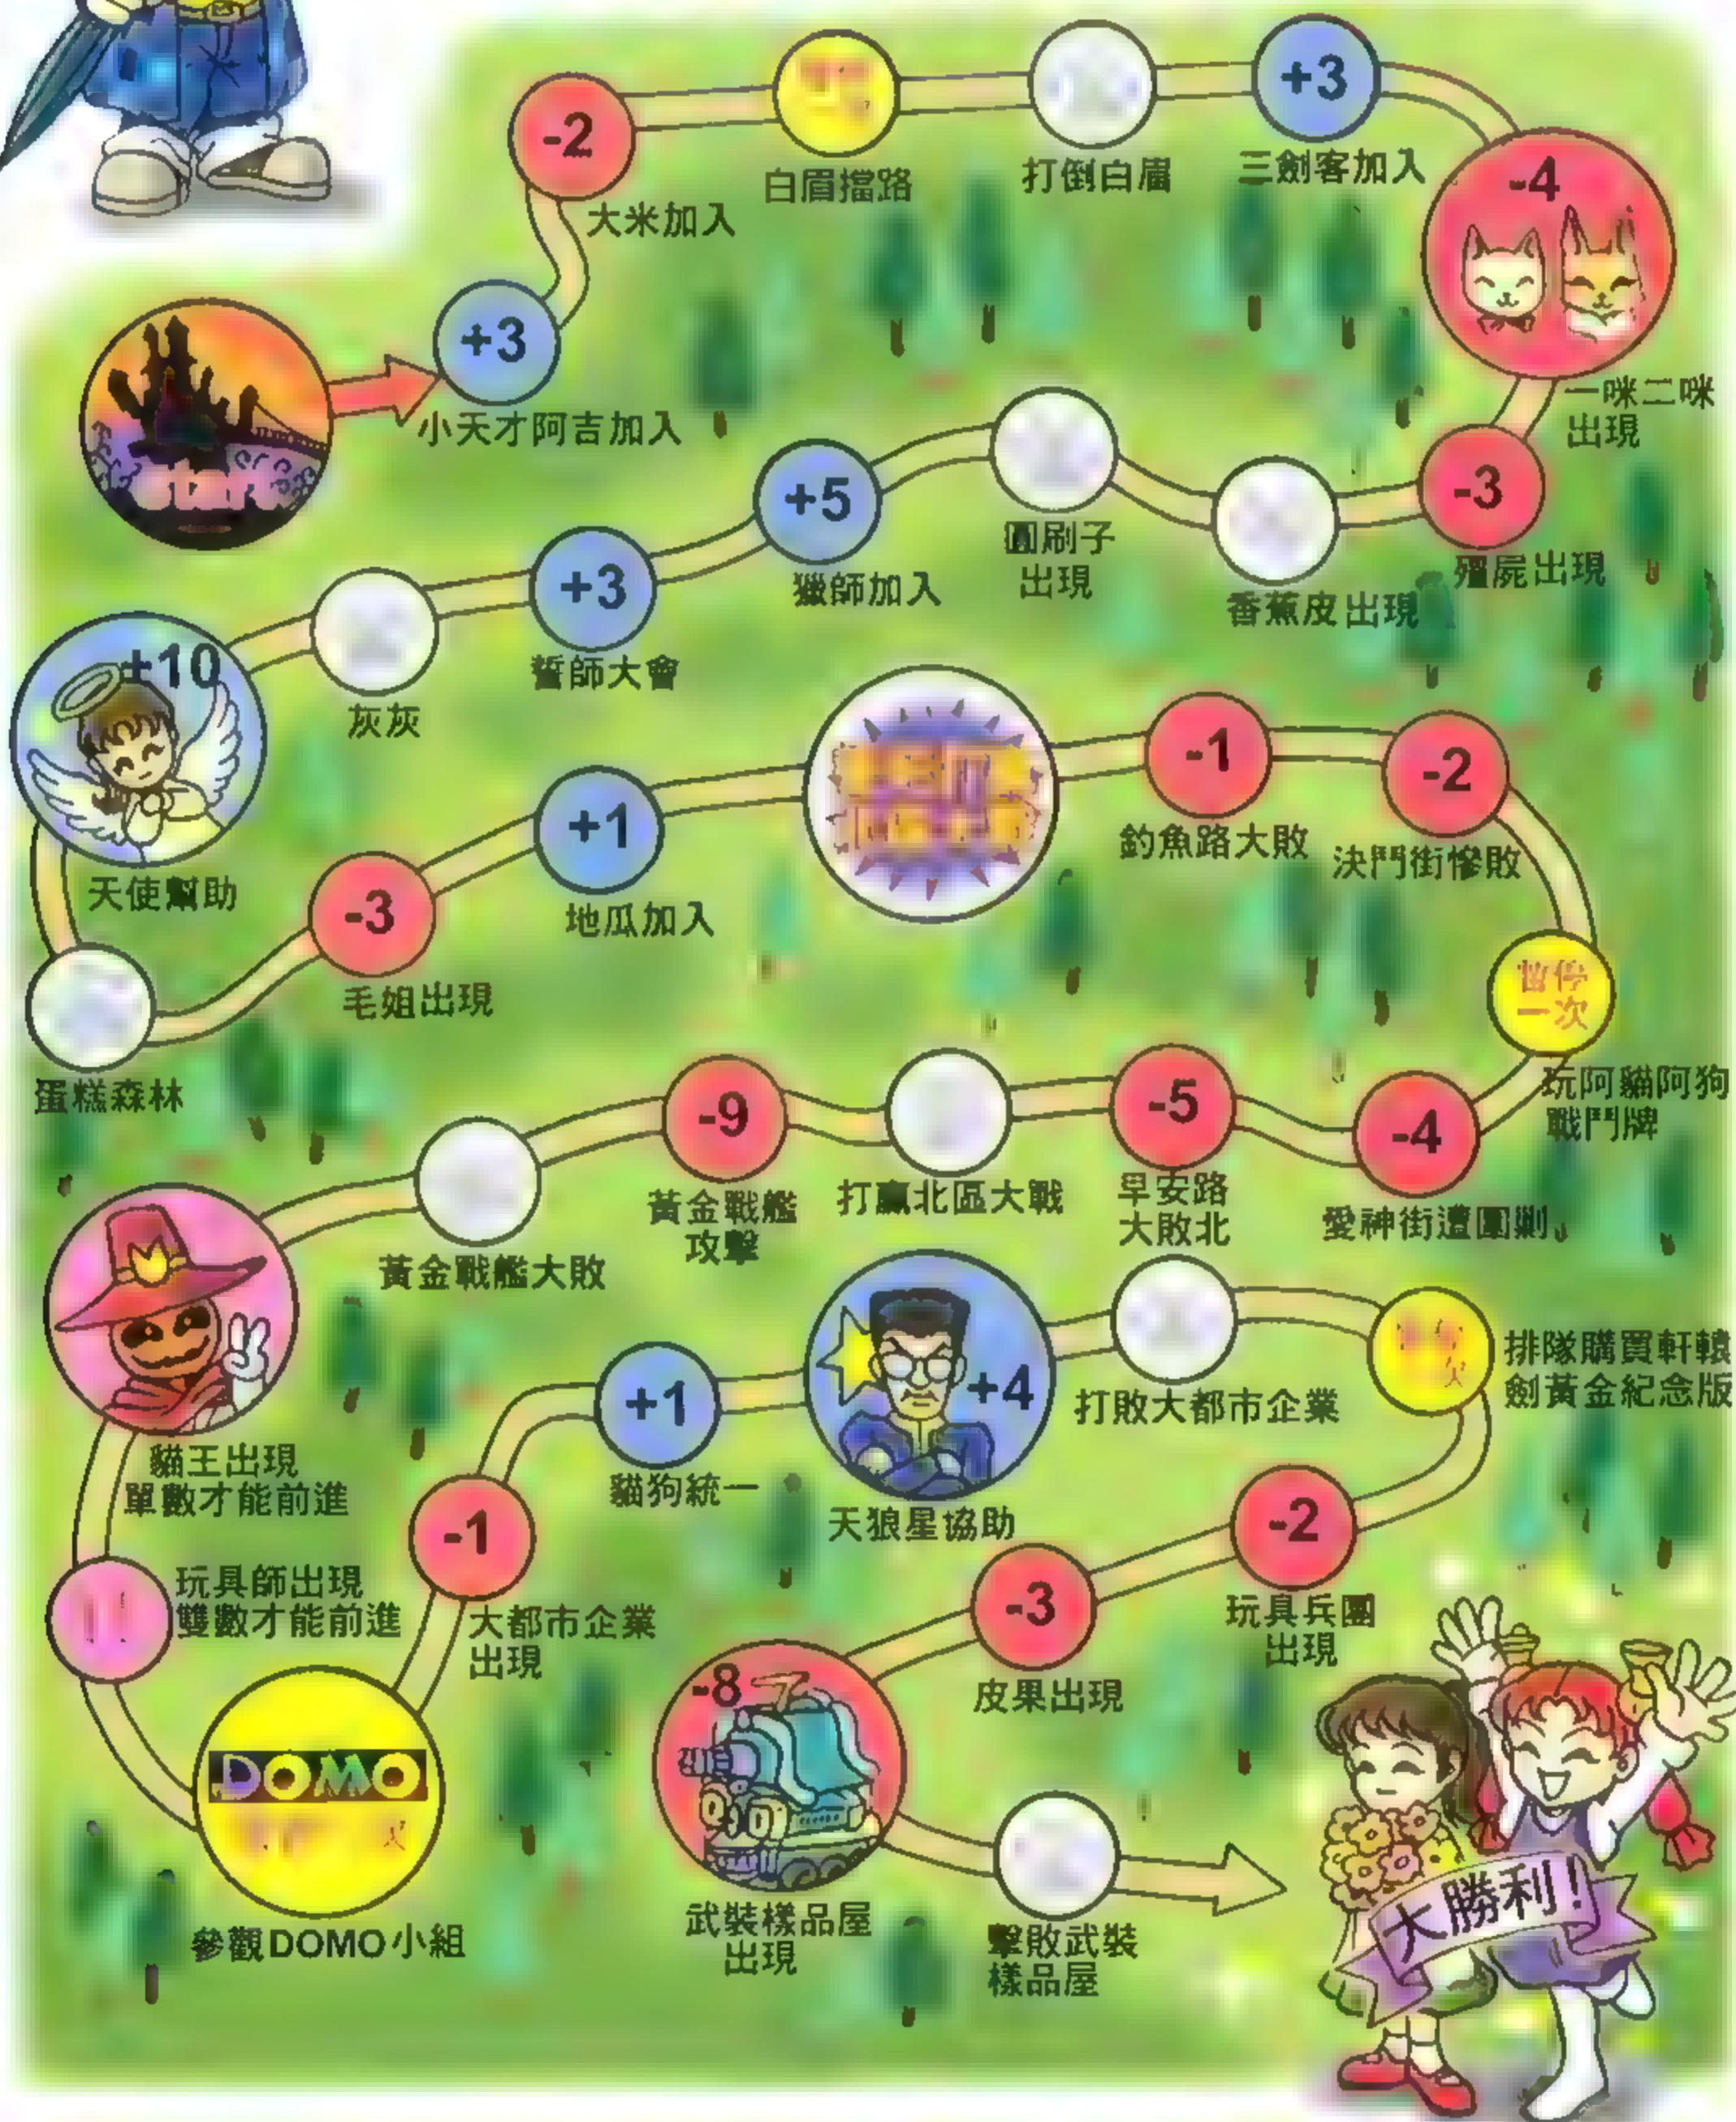 +3
小天才阿吉加入
-2
大米加入
白眉擋路
打倒白眉
+3
三劍客加入
-4
一咪二咪
出現
-3
殭屍出現
香蕉皮出現
圓刷子
出現
+5
獵師加入
+3
誓師大會
灰灰
+10
天使幫助
蛋糕森林
-3
毛姐出現
+1
地瓜加入
-1
釣魚路大敗
-2
決鬥街慘敗
暫停
一次
玩阿貓阿狗
戰鬥牌
-4
愛神街遭圍剿
-5
早安路
大敗北
打贏北區大戰
-9
黃金戰艦
攻擊
黃金戰艦大敗
貓王出現
單數才能前進
玩具師出現
雙數才能前進
DOMO
參觀DOMO小組
-1
大都市企業
出現
+1
貓狗統一
+4
天狼星協助
打敗大都市企業
排隊購買軒轅
劍黃金紀念版
-2
玩具兵團
出現
-3
皮果出現
-8
武裝樣品屋
出現
擊敗武裝
樣品屋
大勝利!